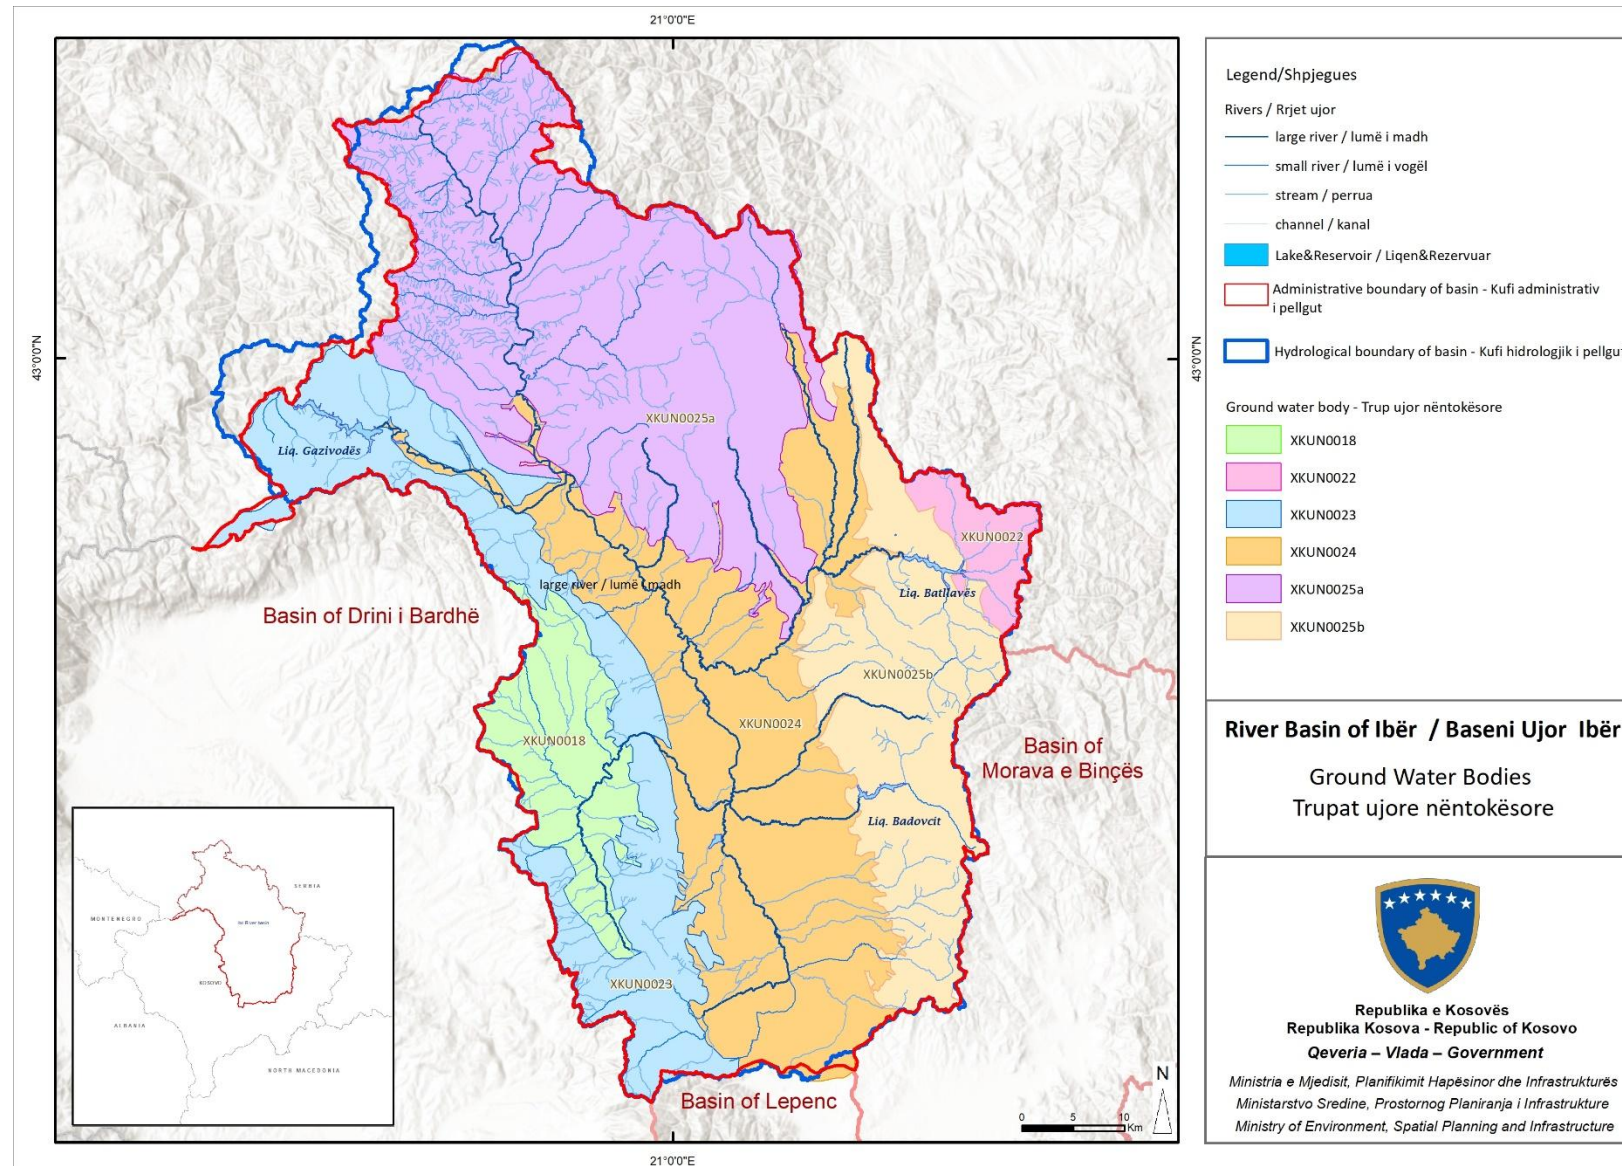 21°0'0"E
43°0'0"N
43°0'0"N
XKUN0025a
Liq. Gazivodës
XKUN0022
large river / lumë i madh
Liq. Batllavës
Basin of Drini i Bardhë
XKUN0025b
XKUN0024
XKUN0018
Basin of
Morava e Binçës
Liq. Badovcit
XKUN0023
Basin of Lepenc
SERBIA
MONTENEGRO
KOSOVO
ALBANIA
NORTH MACEDONIA
N
0 5 10
Km
21°0'0"E
Legend/Shpjegues
Rivers / Rrjet ujor
large river / lumë i madh
small river / lumë i vogël
stream / perrua
channel / kanal
Lake&Reservoir / Liqen&Rezervuar
Administrative boundary of basin - Kufi administrativ
i pellgut
Hydrological boundary of basin - Kufi hidrologjik i pellgut
Ground water body - Trup ujor nëntokësore
XKUN0018
XKUN0022
XKUN0023
XKUN0024
XKUN0025a
XKUN0025b
River Basin of Ibër / Baseni Ujor Ibër
Ground Water Bodies
Trupat ujore nëntokësore
Republika e Kosovës
Republika Kosova - Republic of Kosovo
Qeveria – Vlada – Government
Ministria e Mjedisit, Planifikimit Hapësinor dhe Infrastrukturës
Ministarstvo Sredine, Prostornog Planiranja i Infrastrukture
Ministry of Environment, Spatial Planning and Infrastructure